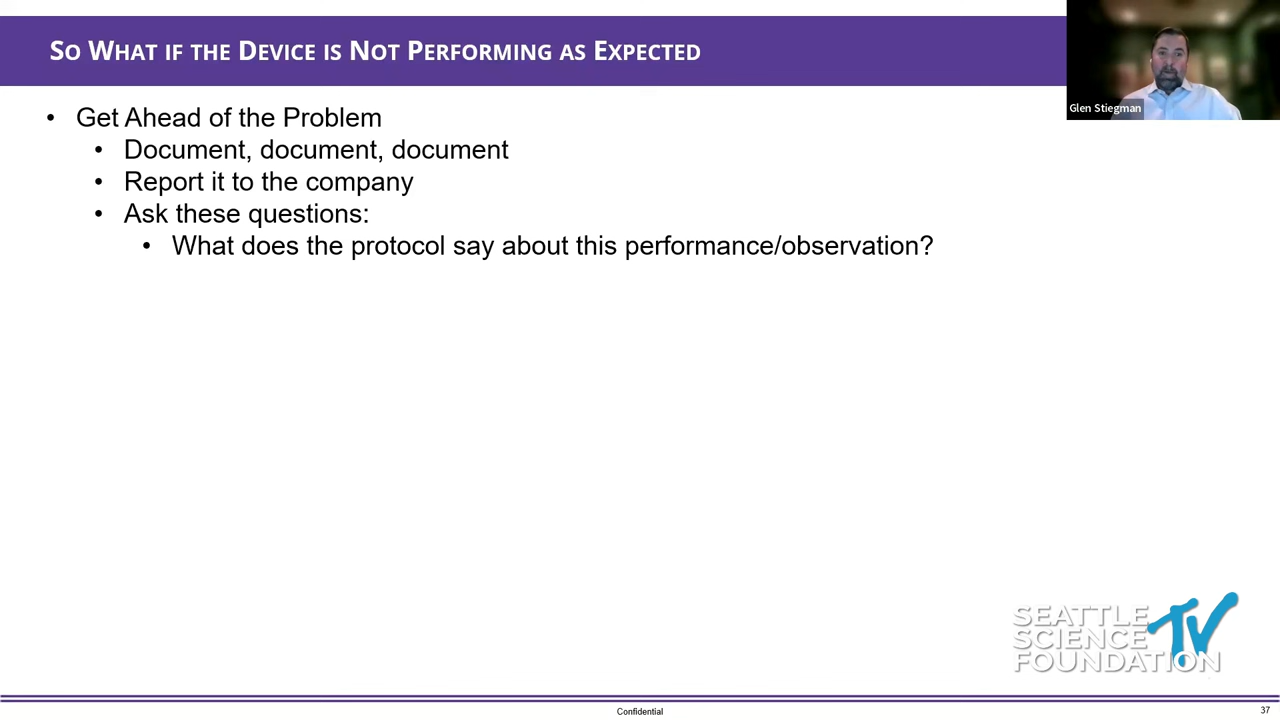 SO WHAT IF THE DEVICE IS NOT PERFORMING AS EXPECTED
Glen Stiegman
• Get Ahead of the Problem
• Document, document, document
• Report it to the company
• Ask these questions:
• What does the protocol say about this performance/observation?
SEATTLE
SCIENCE
FOUNDATION
TV
Confidential
37